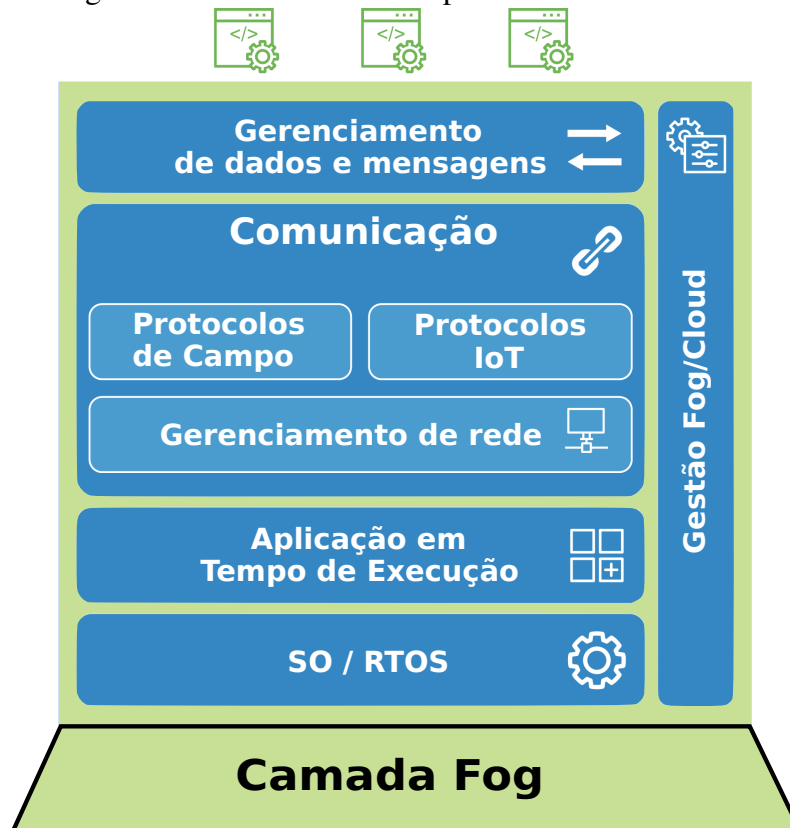 </>
</>
</>
Gerenciamento
de dados e mensagens
Comunicação
Protocolos
de Campo
Protocolos
IoT
Gerenciamento de rede
Aplicação em
Tempo de Execução
SO / RTOS
Gestão Fog/Cloud
Camada Fog